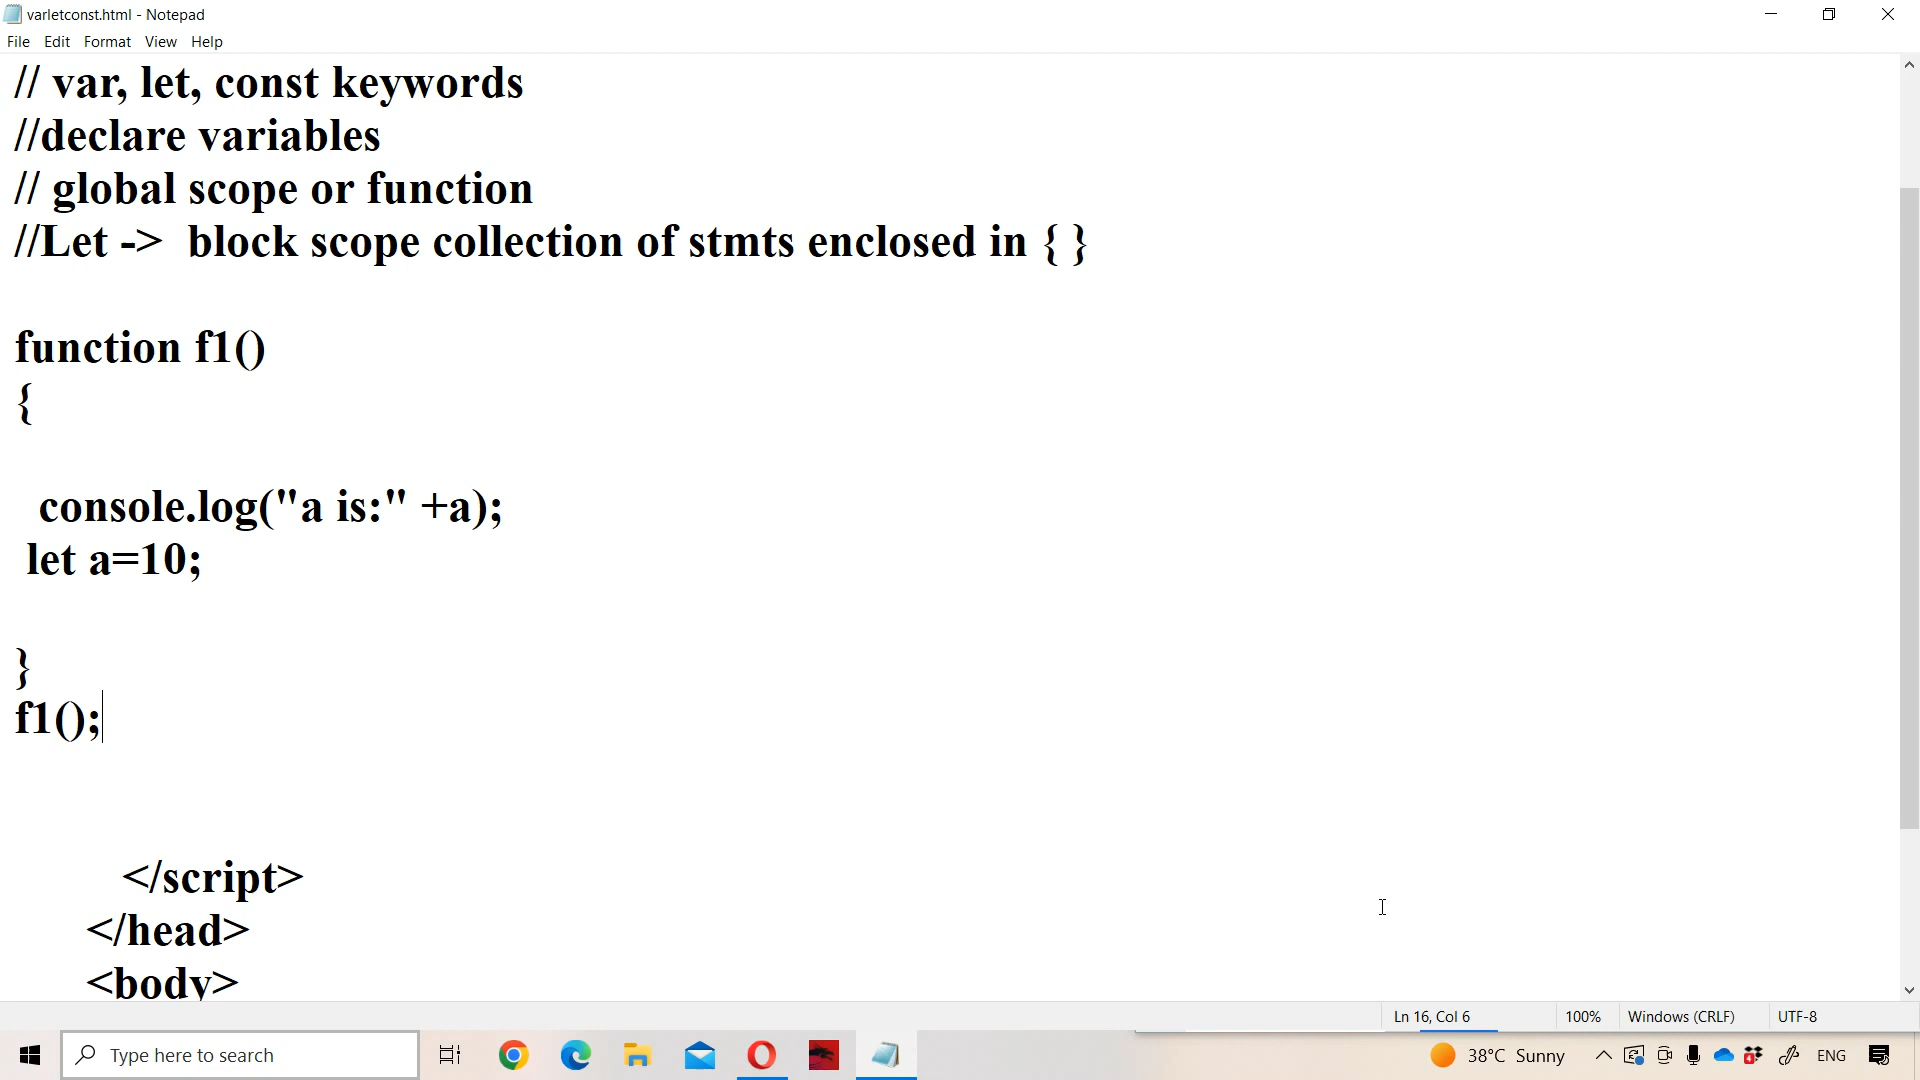 varletconst.html - Notepad
File Edit Format View Help
// var, let, const keywords
//declare variables
// global scope or function
//Let -> block scope collection of stmts enclosed in { }
function f1()
{
console.log("a is:" +a);
let a=10;
}
f1();
</script>
</head>
<body>
Ln 16, Col 6 100% Windows (CRLF) UTF-8
Type here to search 38°C Sunny ENG